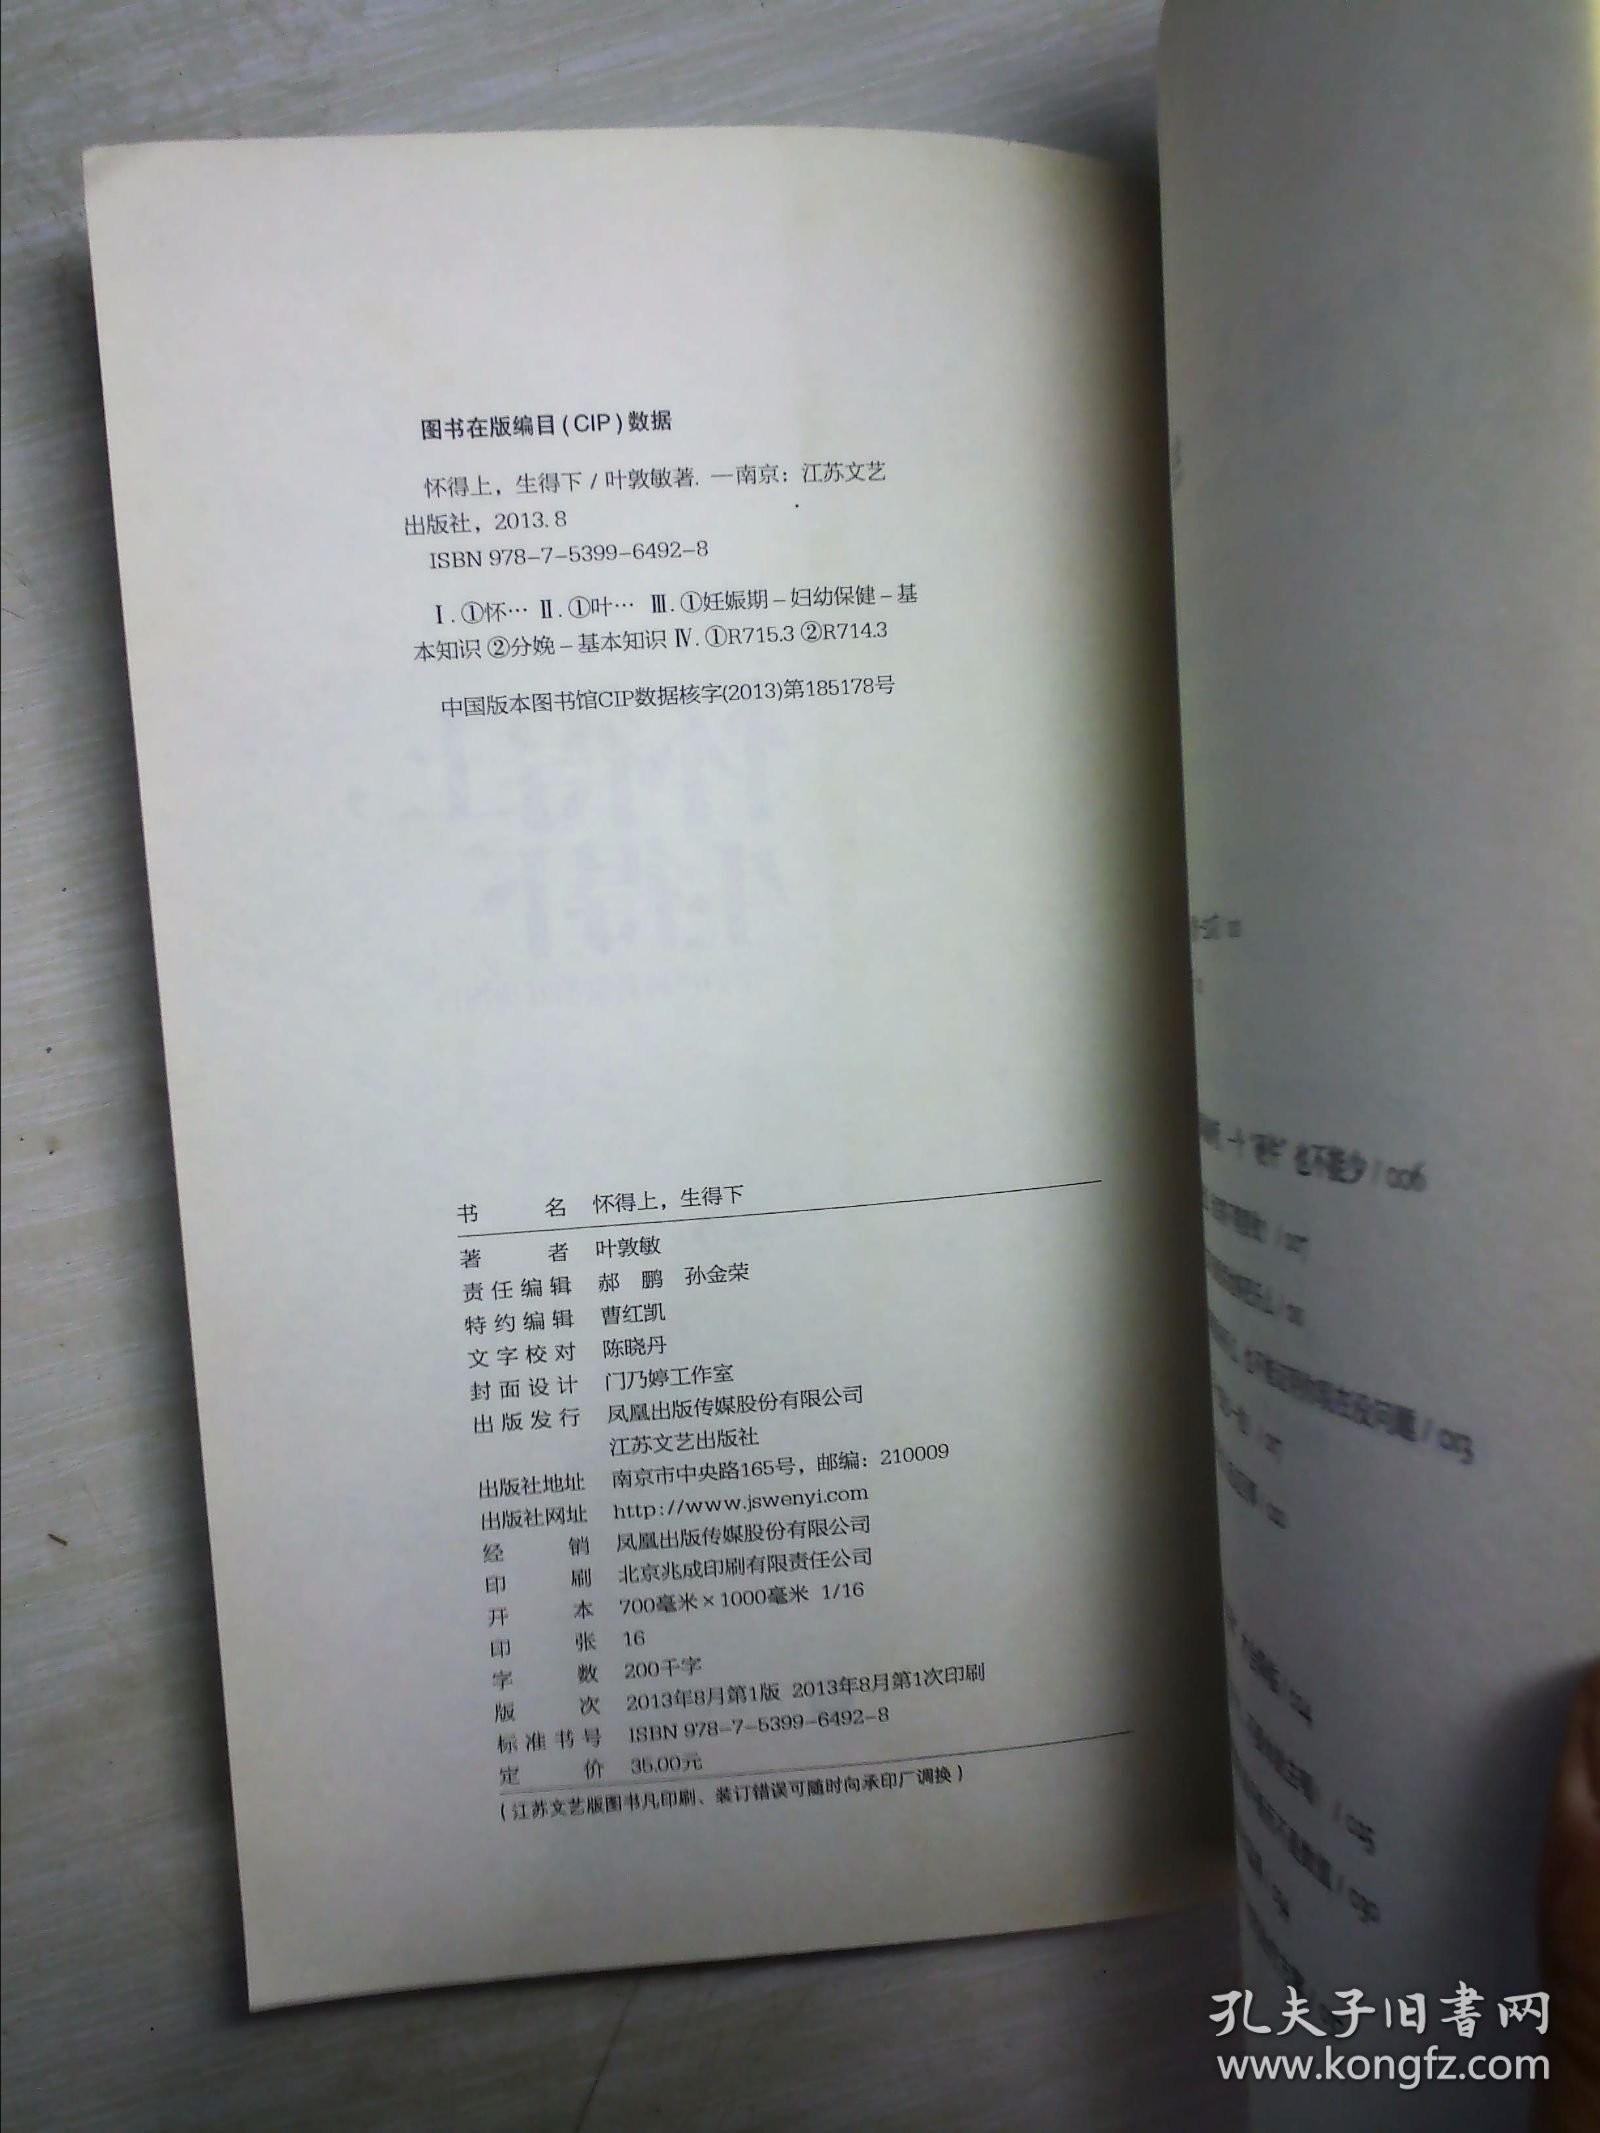 图书在版编目(CIP)数据
怀得上，生得下 / 叶敦敏著. —南京：江苏文艺
出版社，2013.8
ISBN 978-7-5399-6492-8
Ⅰ.①怀… Ⅱ.①叶… Ⅲ.①妊娠期-妇幼保健-基
本知识 ②分娩-基本知识 Ⅳ.①R715.3 ②R714.3
中国版本图书馆CIP数据核字(2013)第185178号
书 名 怀得上，生得下
著 者 叶敦敏
责任编辑 郝 鹏 孙金荣
特约编辑 曹红凯
文字校对 陈晓丹
封面设计 门乃婷工作室
出版发行 凤凰出版传媒股份有限公司
江苏文艺出版社
出版社地址 南京市中央路165号，邮编：210009
出版社网址 http://www.jswenyi.com
经 销 凤凰出版传媒股份有限公司
印 刷 北京兆成印刷有限责任公司
开 本 700毫米×1000毫米 1/16
印 张 16
字 数 200千字
版 次 2013年8月第1版 2013年8月第1次印刷
标准书号 ISBN 978-7-5399-6492-8
定 价 35.00元
(江苏文艺版图书凡印刷、装订错误可随时向承印厂调换)
也不能少 / 006
孔夫子旧书网
www.kongfz.com